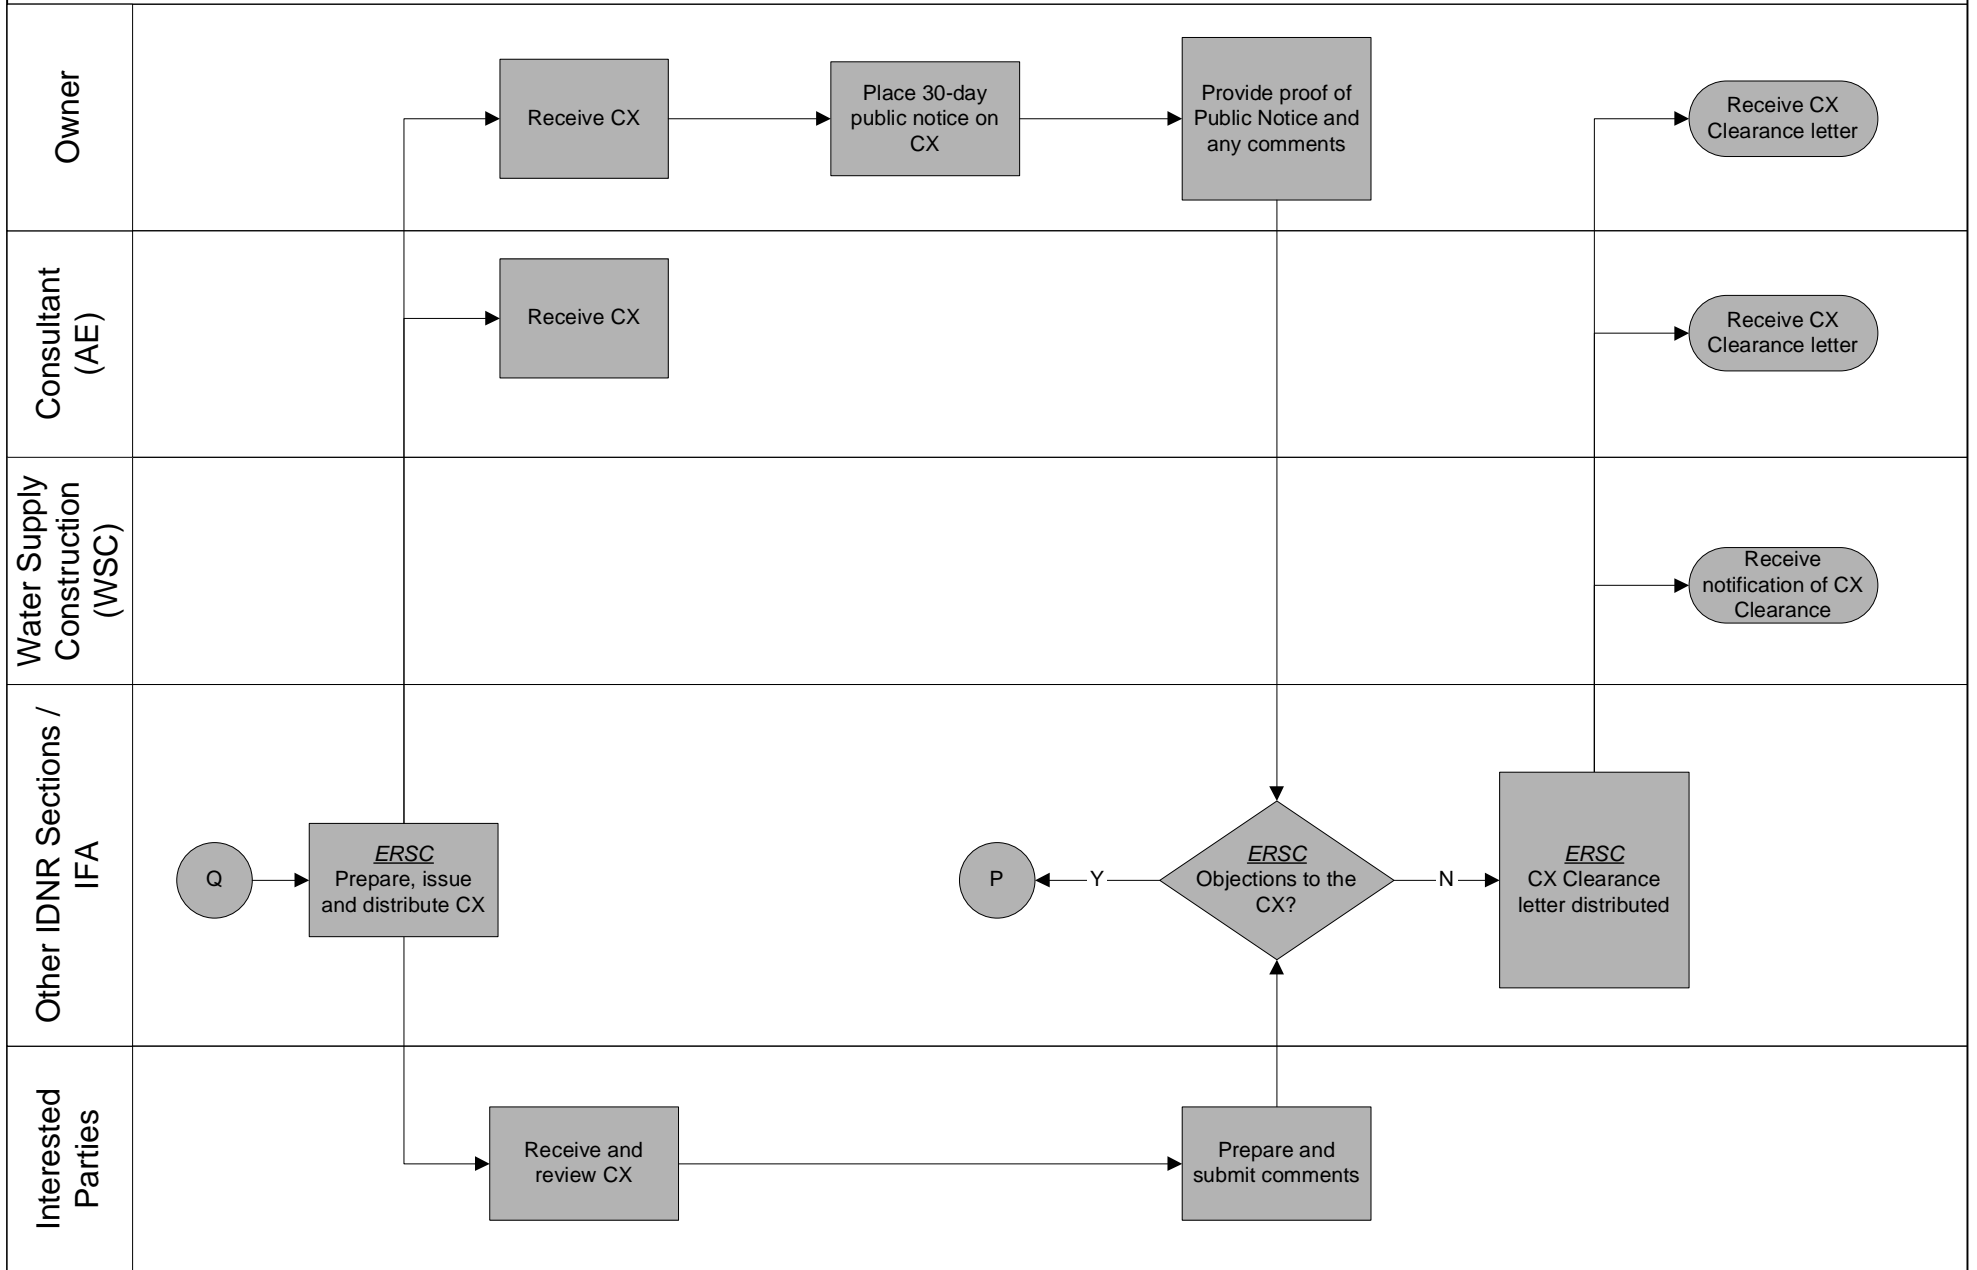 Owner
Receive CX
Place 30-day
public notice on
CX
Provide proof of
Public Notice and
any comments
Receive CX
Clearance letter
Consultant
(AE)
Receive CX
Receive CX
Clearance letter
Water Supply
Construction
(WSC)
Receive
notification of CX
Clearance
Other IDNR Sections /
IFA
Q
ERSC
Prepare, issue
and distribute CX
P
Y
ERSC
Objections to the
CX?
N
ERSC
CX Clearance
letter distributed
Interested
Parties
Receive and
review CX
Prepare and
submit comments